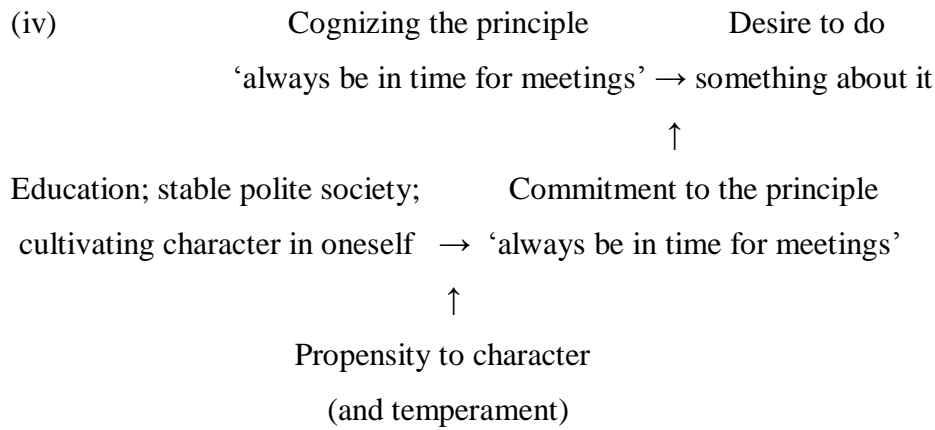 (iv) Cognizing the principle Desire to do
‘always be in time for meetings’ → something about it
↑
Education; stable polite society; Commitment to the principle
cultivating character in oneself → ‘always be in time for meetings’
↑
Propensity to character
(and temperament)